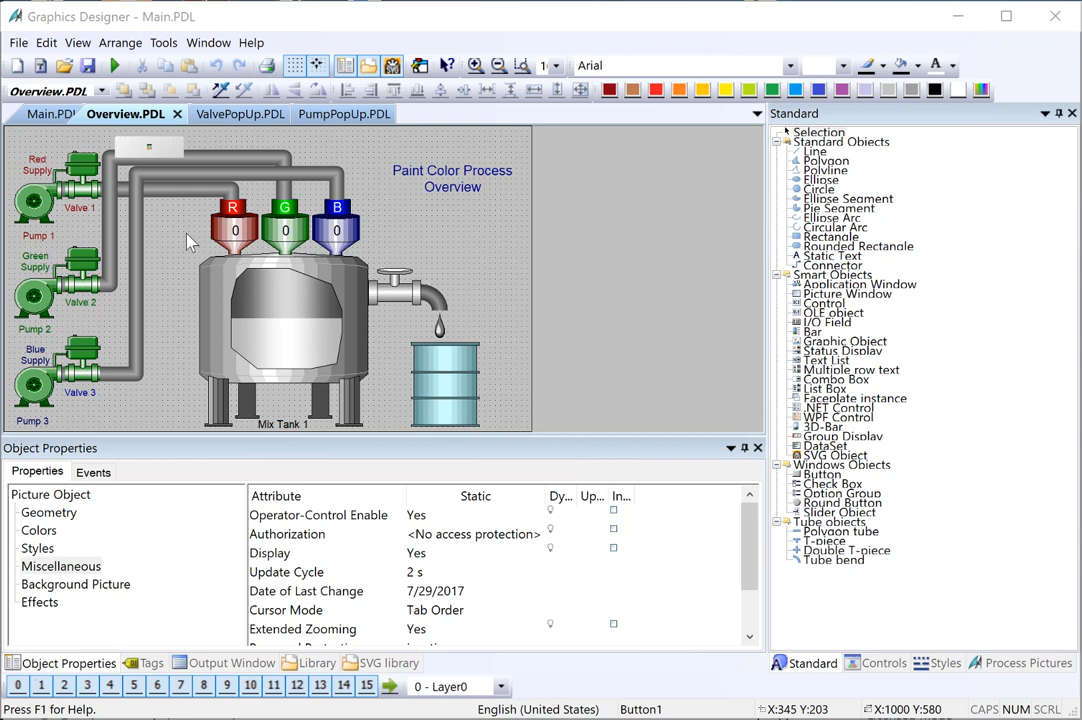 Graphics Designer - Main.PDL
File Edit View Arrange Tools Window Help
Arial
Overview.PDL
Main.PDL Overview.PDL ValvePopUp.PDL PumpPopUp.PDL
Red
Supply
Valve 1
Pump 1
Green
Supply
Valve 2
Pump 2
Blue
Supply
Valve 3
Pump 3
R G B
0 0 0
Paint Color Process
Overview
Mix Tank 1
Standard
Selection
Standard Objects
Line
Polygon
Polyline
Ellipse
Circle
Ellipse Segment
Pie Segment
Ellipse Arc
Circular Arc
Rectangle
Rounded Rectangle
Static Text
Connector
Smart Objects
Application Window
Picture Window
Control
OLE object
I/O Field
Bar
Graphic Object
Status Display
Text List
Multiple row text
Combo Box
List Box
Faceplate instance
.NET Control
WPF Control
3D-Bar
Group Display
DataSet
SVG Object
Windows Objects
Button
Check Box
Option Group
Round Button
Slider Object
Tube objects
Polygon tube
T-piece
Double T-piece
Tube bend
Object Properties
Properties Events
Picture Object
Geometry
Colors
Styles
Miscellaneous
Background Picture
Effects
Attribute Static Dy... Up... In...
Operator-Control Enable Yes
Authorization <No access protection>
Display Yes
Update Cycle 2 s
Date of Last Change 7/29/2017
Cursor Mode Tab Order
Extended Zooming Yes
Object Properties Tags Output Window Library SVG library
Standard Controls Styles Process Pictures
0 1 2 3 4 5 6 7 8 9 10 11 12 13 14 15 0 - Layer0
Press F1 for Help. English (United States) Button1 X:345 Y:203 X:1000 Y:580 CAPS NUM SCRL